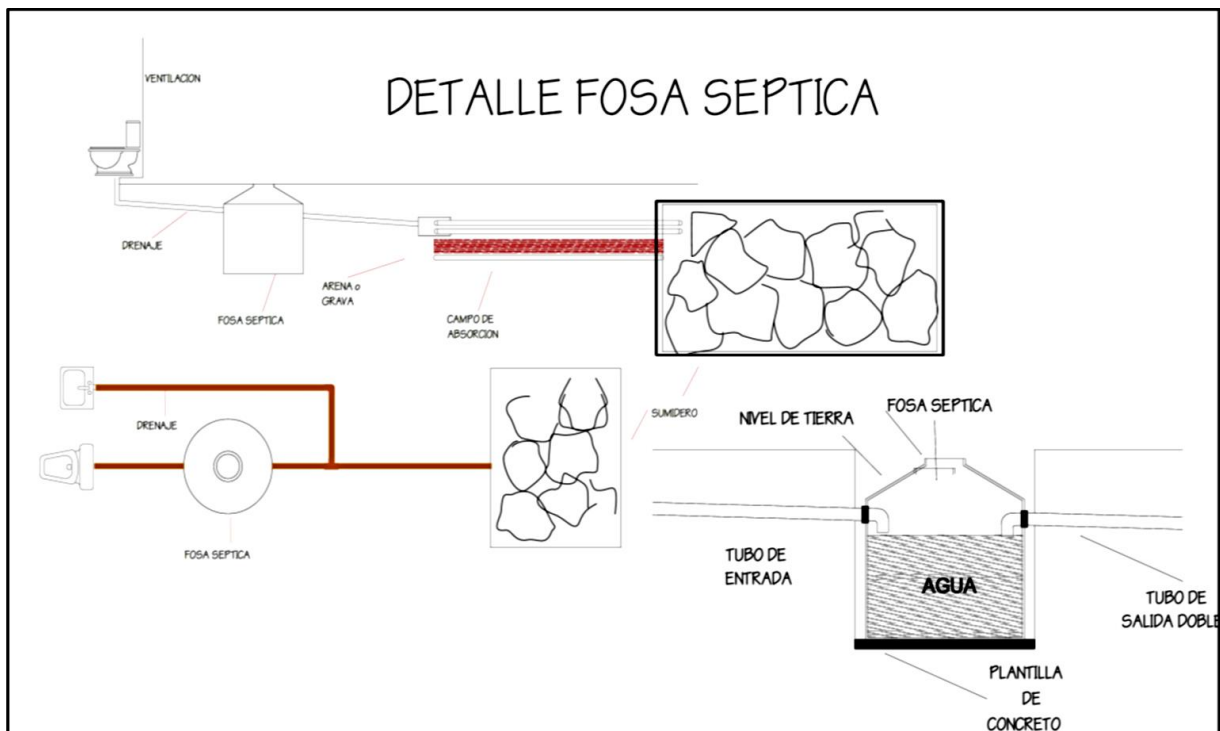 VENTILACION
DETALLE FOSA SEPTICA
DRENAJE
FOSA SEPTICA
ARENA o
GRAVA
CAMPO DE
ABSORCION
SUMIDERO
DRENAJE
FOSA SEPTICA
NIVEL DE TIERRA
FOSA SEPTICA
TUBO DE
ENTRADA
AGUA
TUBO DE
SALIDA DOBLE
PLANTILLA
DE
CONCRETO